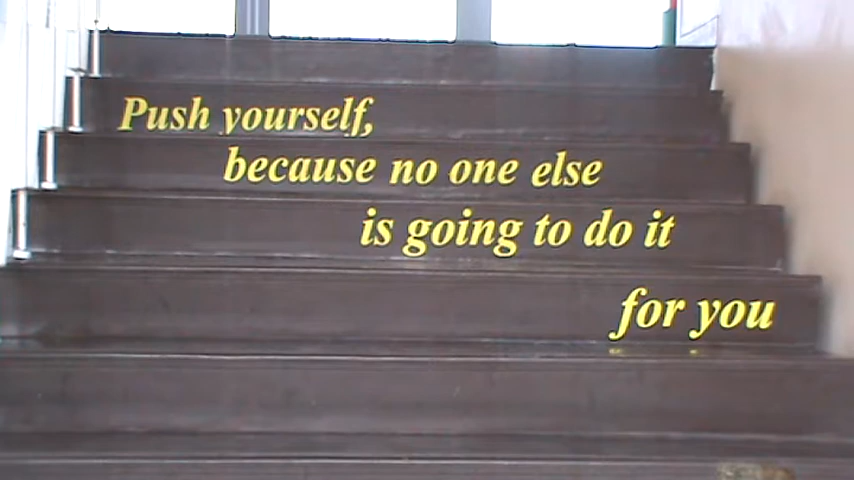 Push yourself,
because no one else
is going to do it
for you